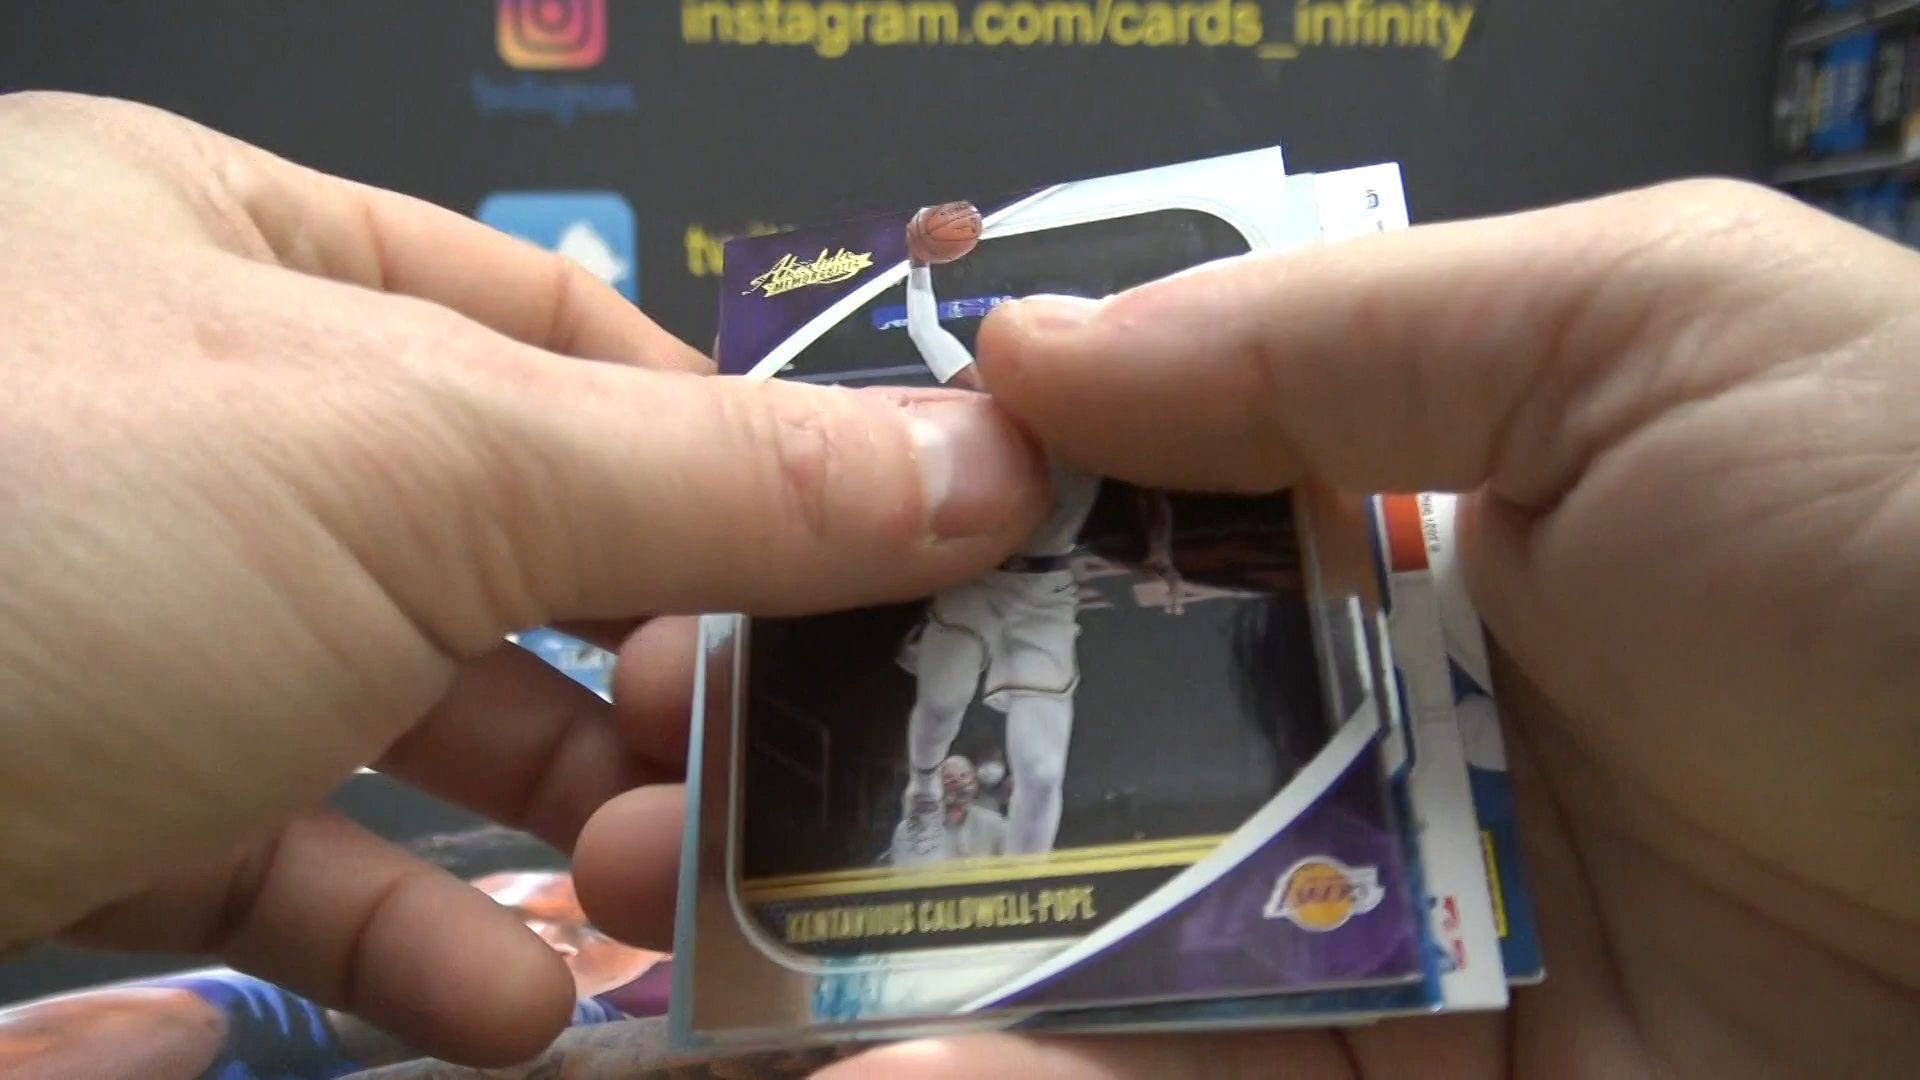 instagram.com/cards_infinity
Instagram
Absolute
MEMORABILIA
KENTAVIOUS CALDWELL-POPE
LAKERS